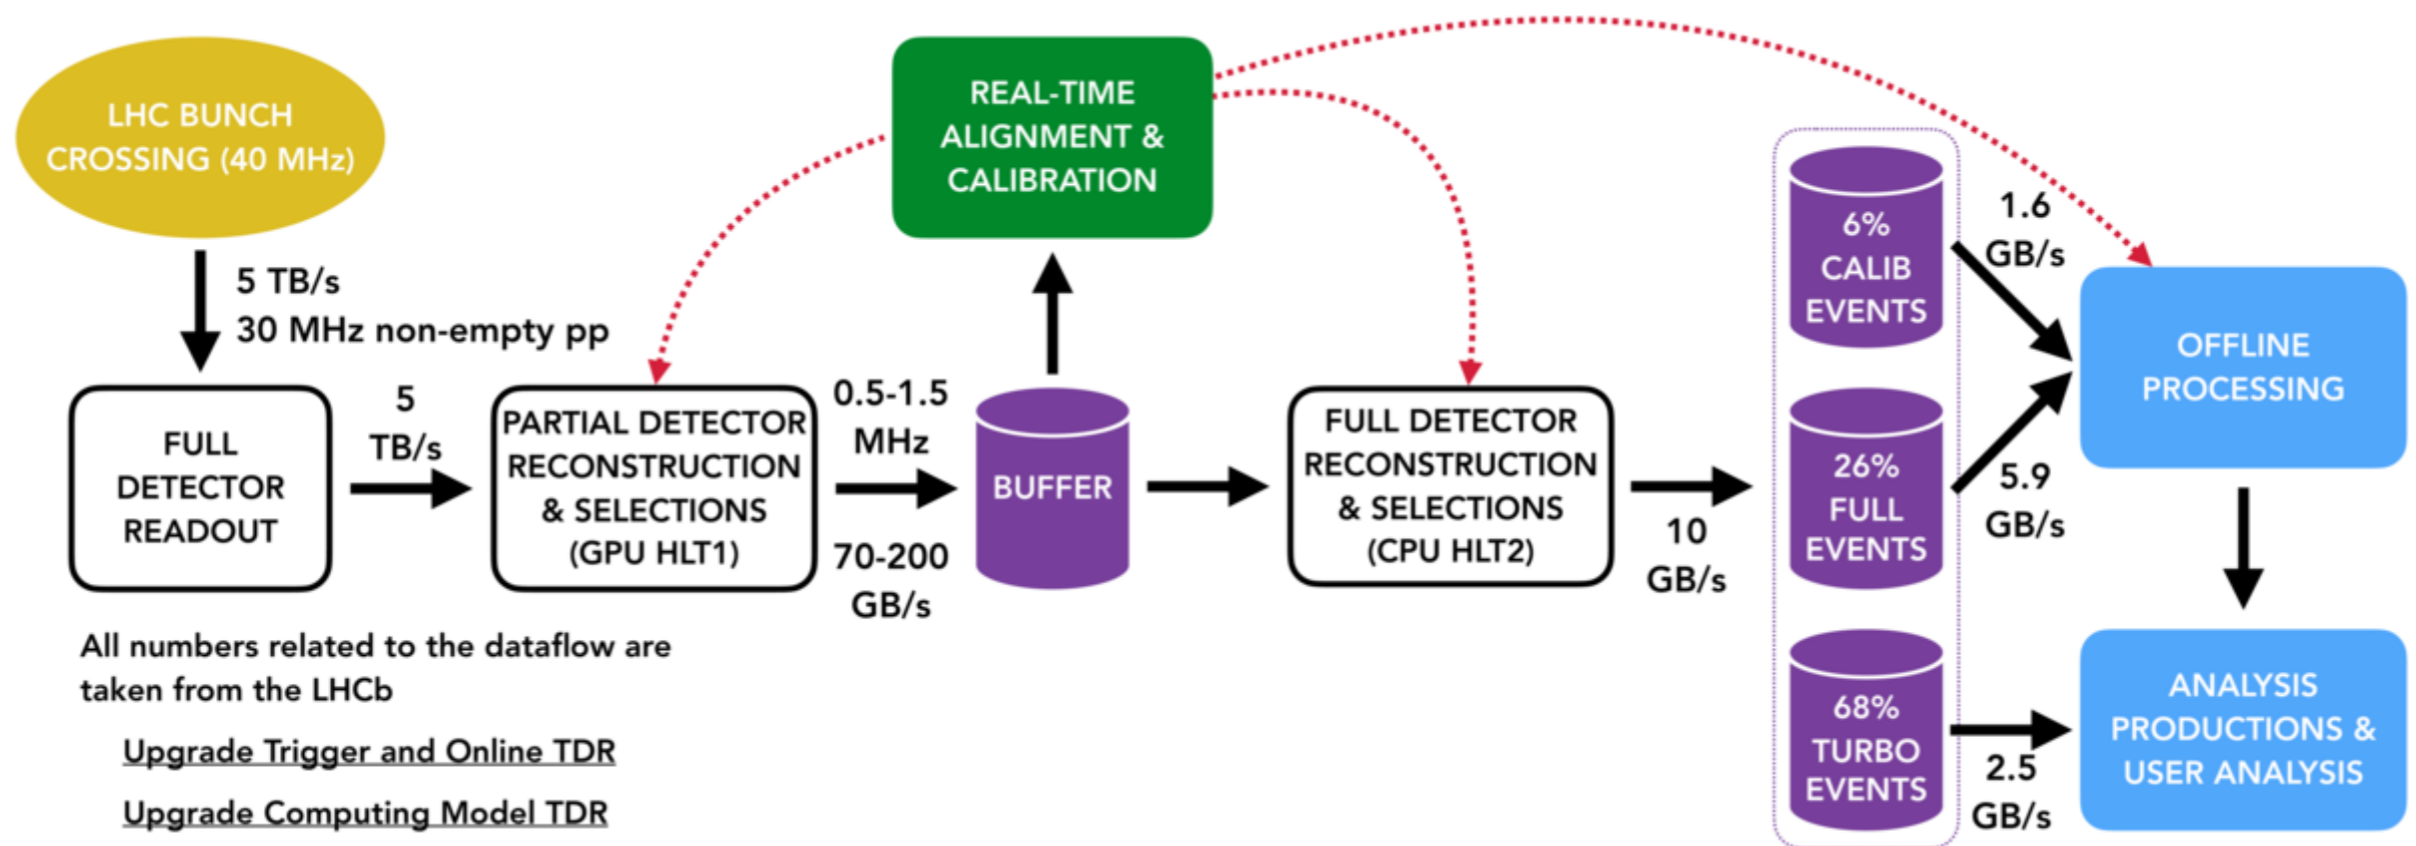 LHC BUNCH
CROSSING (40 MHz)
5 TB/s
30 MHz non-empty pp
FULL
DETECTOR
READOUT
5
TB/s
PARTIAL DETECTOR
RECONSTRUCTION
& SELECTIONS
(GPU HLT1)
0.5-1.5
MHz
70-200
GB/s
REAL-TIME
ALIGNMENT &
CALIBRATION
BUFFER
FULL DETECTOR
RECONSTRUCTION
& SELECTIONS
(CPU HLT2)
10
GB/s
6%
CALIB
EVENTS
26%
FULL
EVENTS
68%
TURBO
EVENTS
1.6
GB/s
5.9
GB/s
2.5
GB/s
OFFLINE
PROCESSING
ANALYSIS
PRODUCTIONS &
USER ANALYSIS
All numbers related to the dataflow are
taken from the LHCb
Upgrade Trigger and Online TDR
Upgrade Computing Model TDR